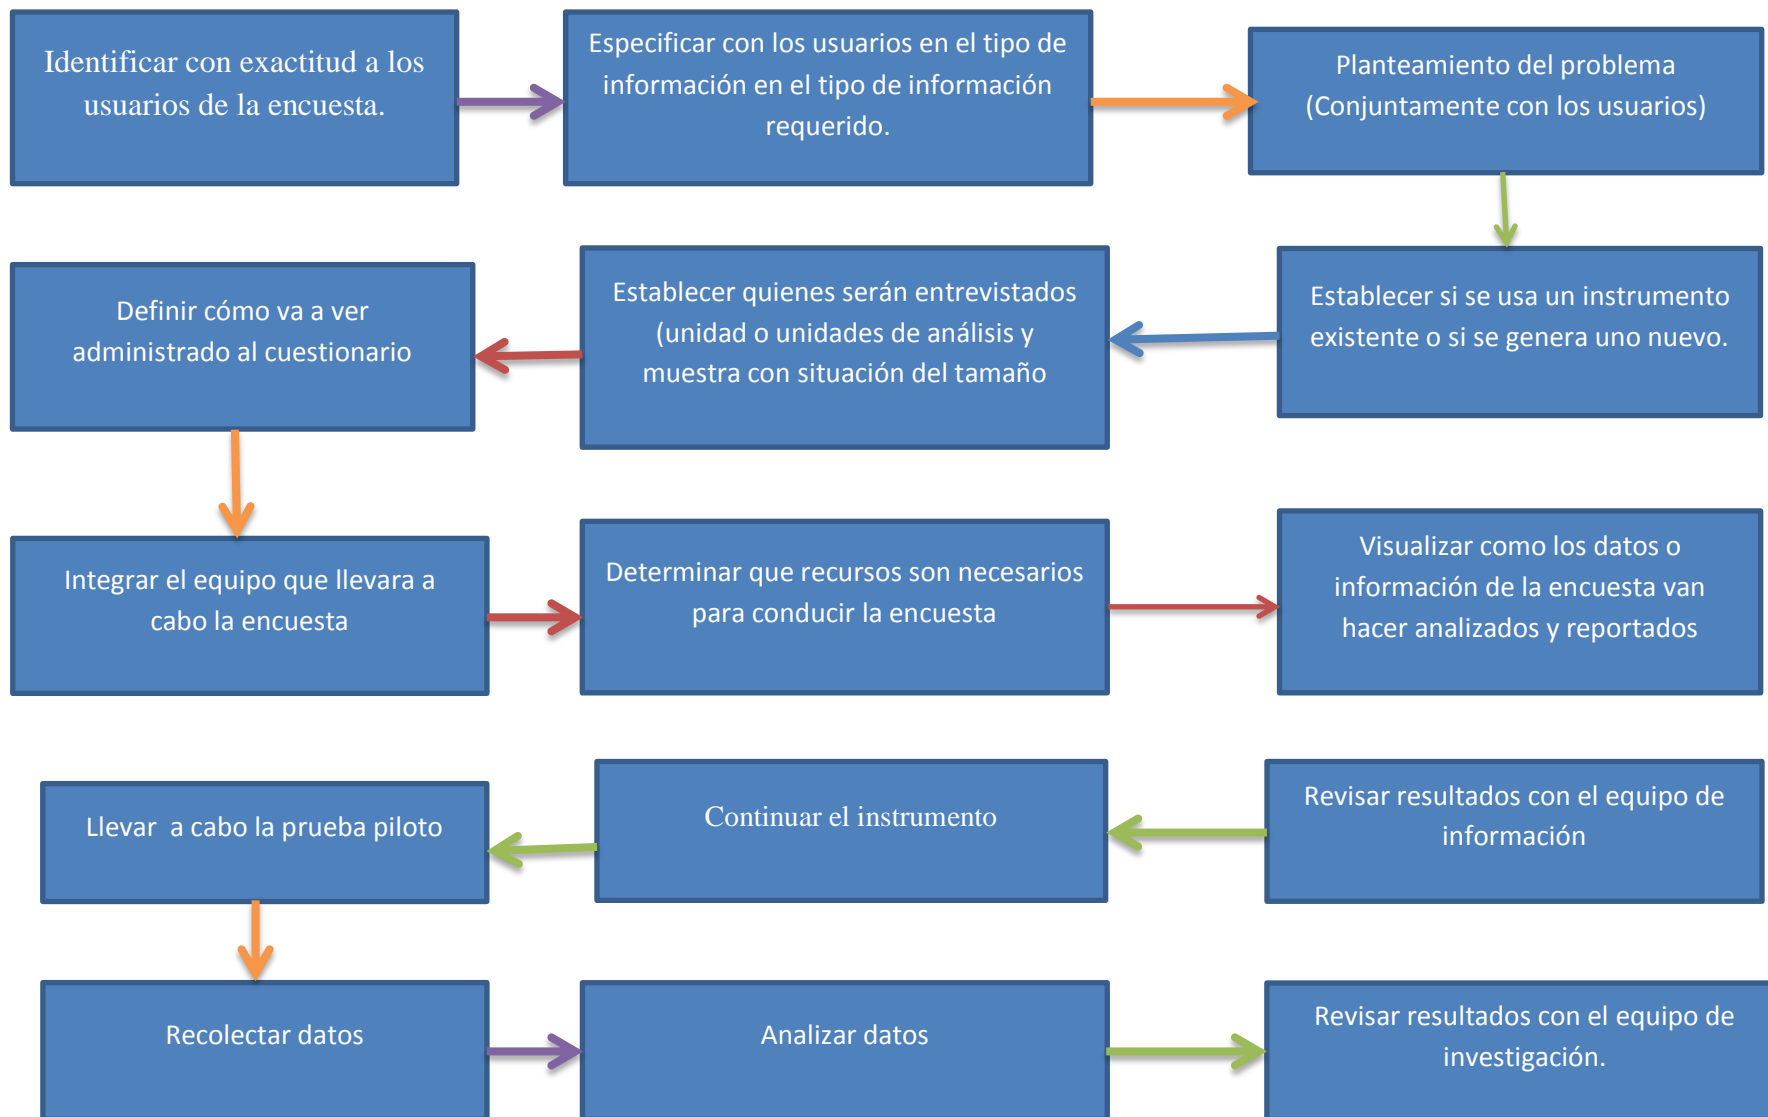 Identificar con exactitud a los
usuarios de la encuesta.
Especificar con los usuarios en el tipo de
información en el tipo de información
requerido.
Planteamiento del problema
(Conjuntamente con los usuarios)
Establecer si se usa un instrumento
existente o si se genera uno nuevo.
Establecer quienes serán entrevistados
(unidad o unidades de análisis y
muestra con situación del tamaño
Definir cómo va a ver
administrado al cuestionario
Integrar el equipo que llevara a
cabo la encuesta
Determinar que recursos son necesarios
para conducir la encuesta
Visualizar como los datos o
información de la encuesta van
hacer analizados y reportados
Revisar resultados con el equipo de
información
Continuar el instrumento
Llevar a cabo la prueba piloto
Recolectar datos
Analizar datos
Revisar resultados con el equipo de
investigación.